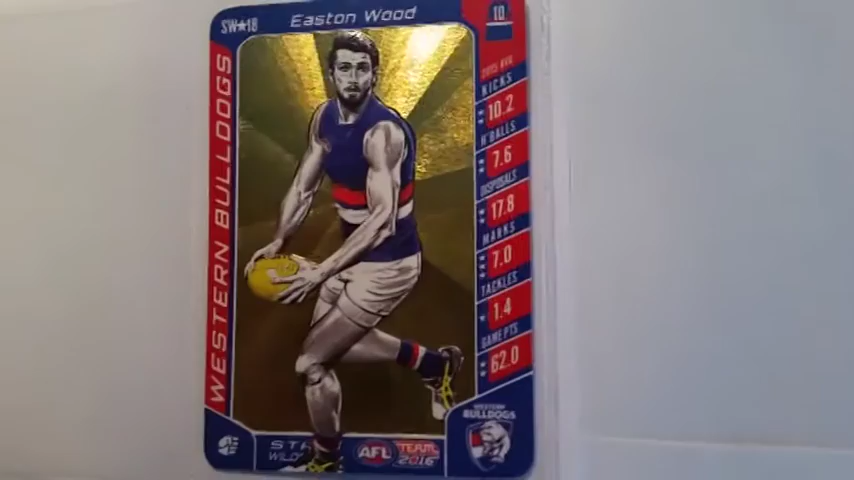 SW★18
Easton Wood
10
WESTERN BULLDOGS
2015 AVG
KICKS
10.2
H'BALLS
7.6
DISPOSALS
17.8
MARKS
7.0
TACKLES
1.4
GAME PTS
62.0
WESTERN
BULLDOGS
AFL
TEAM
2016